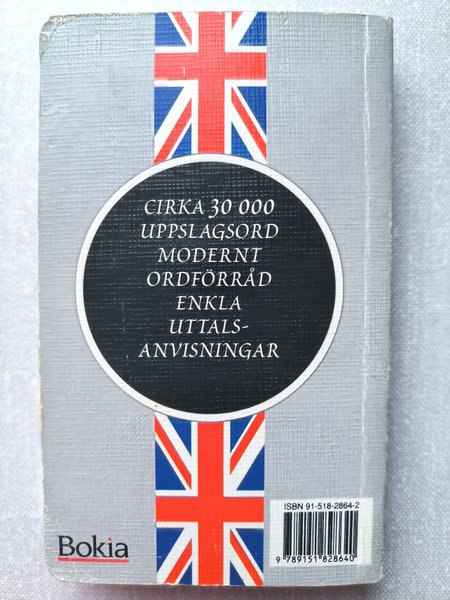 CIRKA 30 000
UPPSLAGSORD
MODERNT
ORDFÖRRÅD
ENKLA
UTTALS-
ANVISNINGAR
ISBN 91-518-2864-2
9 789151 828640
Bokia